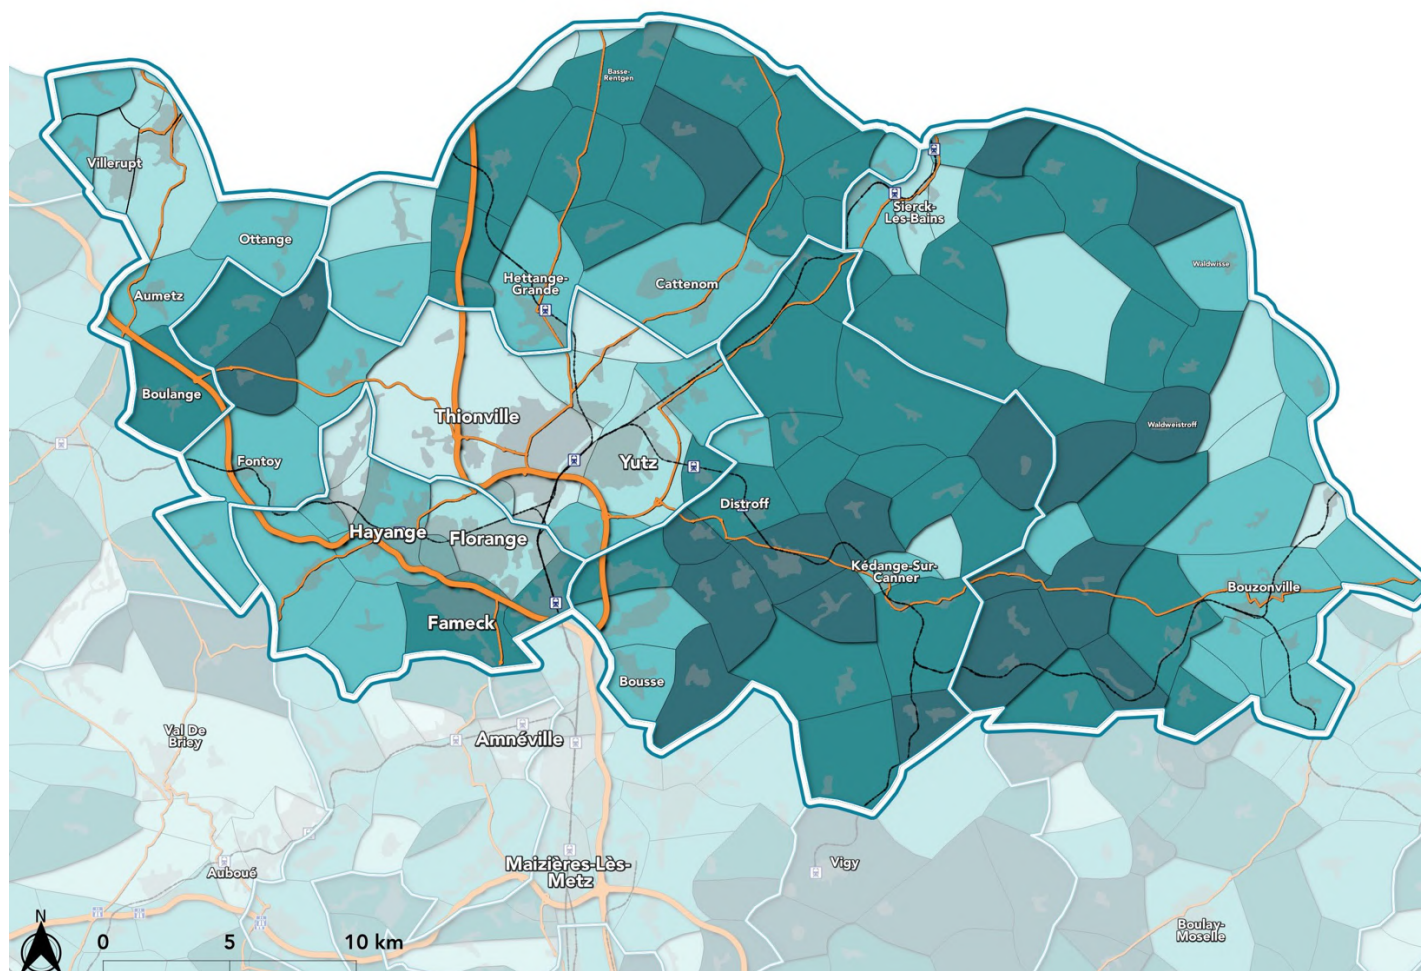 Basse-
Rentgen
Villerupt
Sierck-
Les-Bains
Ottange
Waldwisse
Hettange-
Grande
Cattenom
Aumetz
Boulange
Thionville
Waldweistroff
Fontoy
Yutz
Distroff
Hayange
Florange
Kédange-Sur-
Canner
Bouzonville
Fameck
Bousse
Val De
Briey
Amnéville
Maizières-Lès-
Metz
Vigy
Auboué
Boulay-
Moselle
N
0 5 10 km